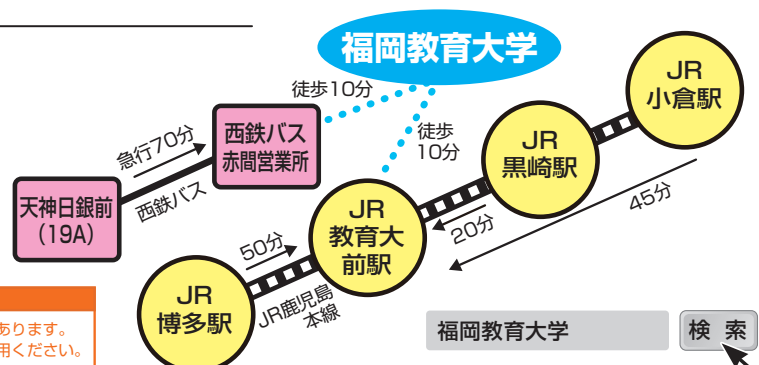 福岡教育大学
徒歩10分
徒歩
10分
急行70分
西鉄バス
西鉄バス
赤間営業所
天神日銀前
(19A)
JR
小倉駅
JR
黒崎駅
45分
20分
JR
教育大
前駅
50分
JR鹿児島
本線
JR
博多駅
あります。
用ください。
福岡教育大学
検 索